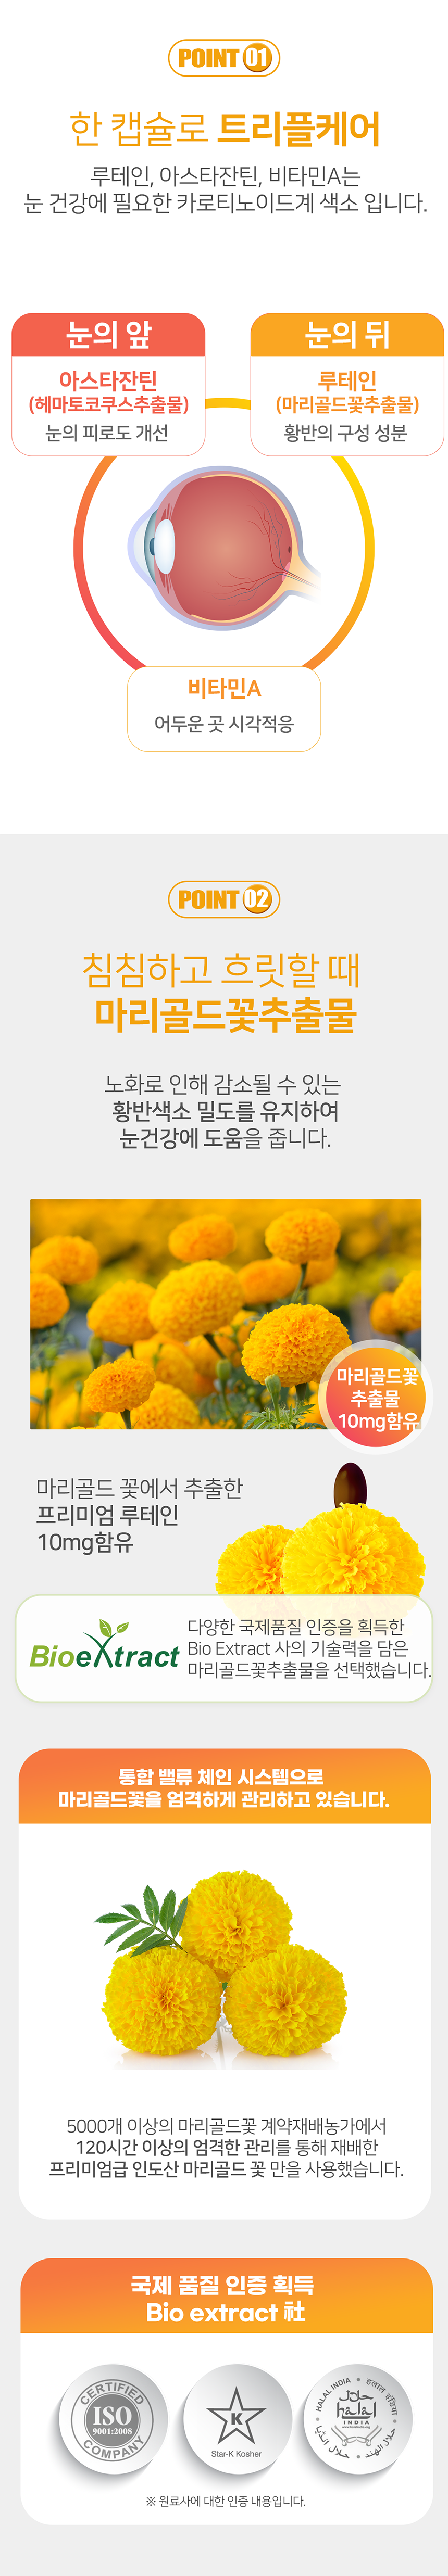 POINT 01
한 캡슐로 트리플케어
루테인, 아스타잔틴, 비타민A는
눈 건강에 필요한 카로티노이드계 색소 입니다.
눈의 앞
아스타잔틴
(헤마토코쿠스추출물)
눈의 피로도 개선
눈의 뒤
루테인
(마리골드꽃추출물)
황반의 구성 성분
비타민A
어두운 곳 시각적응
POINT 02
침침하고 흐릿할 때
마리골드꽃추출물
노화로 인해 감소될 수 있는
황반색소 밀도를 유지하여
눈건강에 도움을 줍니다.
마리골드꽃
추출물
10mg함유
마리골드 꽃에서 추출한
프리미엄 루테인
10mg함유
BioeXtract
다양한 국제품질 인증을 획득한
Bio Extract 사의 기술력을 담은
마리골드꽃추출물을 선택했습니다.
통합 밸류 체인 시스템으로
마리골드꽃을 엄격하게 관리하고 있습니다.
5000개 이상의 마리골드꽃 계약재배농가에서
120시간 이상의 엄격한 관리를 통해 재배한
프리미엄급 인도산 마리골드 꽃 만을 사용했습니다.
국제 품질 인증 획득
Bio extract 社
CERTIFIED
ISO
9001:2008
COMPANY
K
Star-K Kosher
HALAL INDIA
हलाल इंडिया
halal
INDIA
حلال الهند
※ 원료사에 대한 인증 내용입니다.